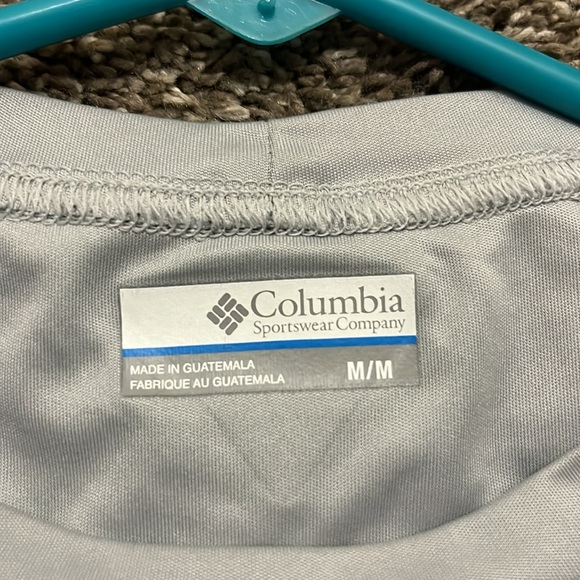 Columbia
Sportswear Company
MADE IN GUATEMALA
FABRIQUE AU GUATEMALA
M/M